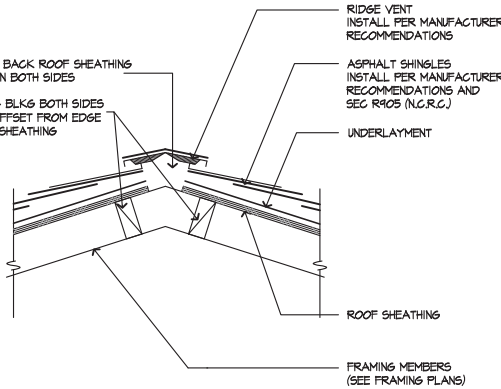 BACK ROOF SHEATHING
BOTH SIDES
BLKG BOTH SIDES
OFFSET FROM EDGE
SHEATHING
RIDGE VENT
INSTALL PER MANUFACTURER
RECOMMENDATIONS
ASPHALT SHINGLES
INSTALL PER MANUFACTURER
RECOMMENDATIONS AND
SEC R905 (N.C.R.C.)
UNDERLAYMENT
ROOF SHEATHING
FRAMING MEMBERS
(SEE FRAMING PLANS)